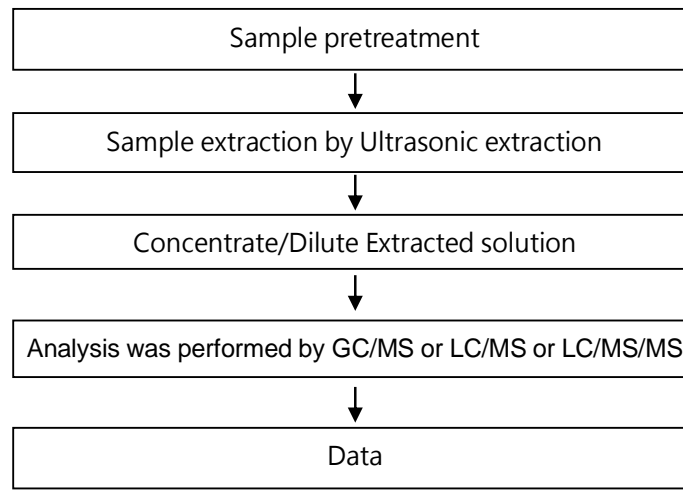 Sample pretreatment
Sample extraction by Ultrasonic extraction
Concentrate/Dilute Extracted solution
Analysis was performed by GC/MS or LC/MS or LC/MS/MS
Data